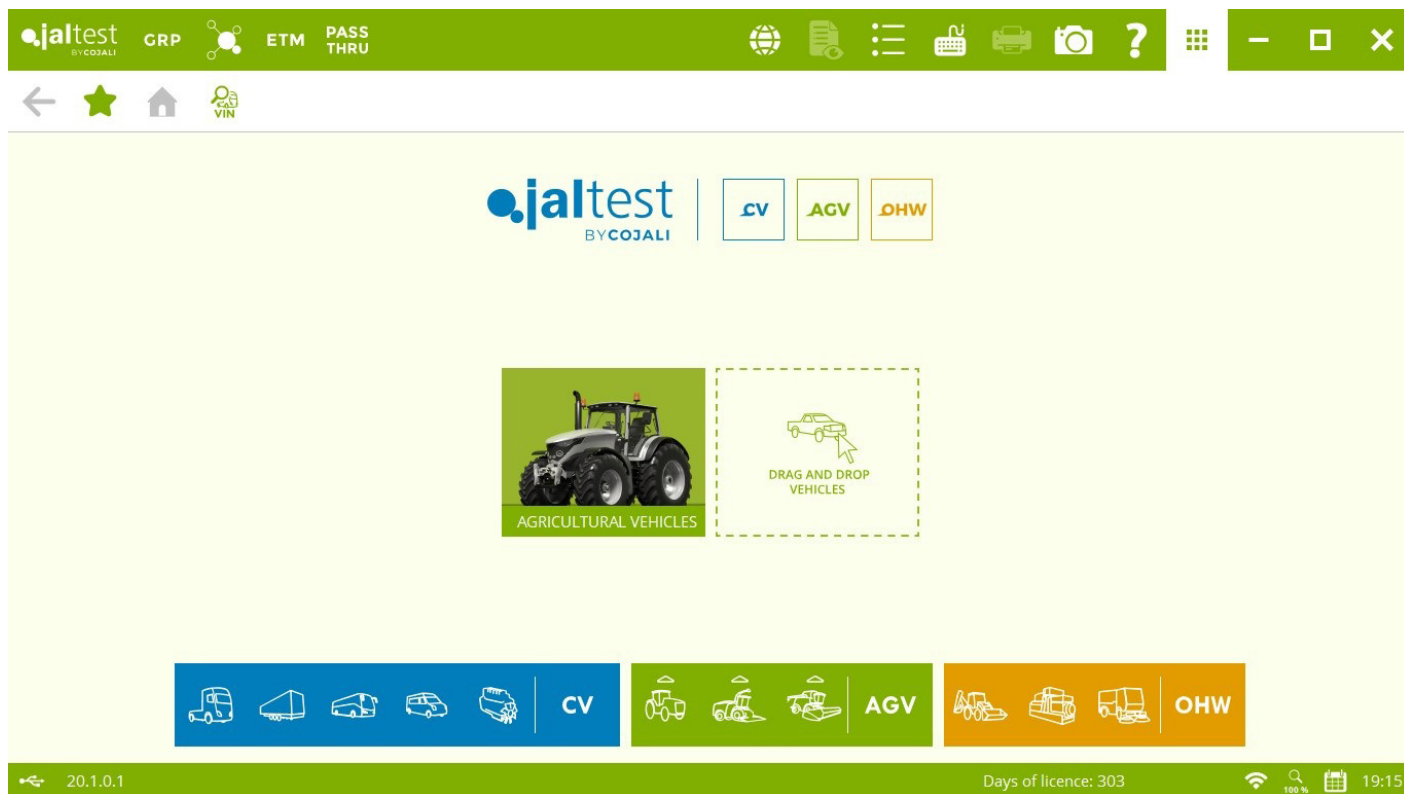 jaltest
BYCOJALI
GRP
ETM
PASS
THRU
?
VIN
jaltest
BYCOJALI
CV
AGV
OHW
AGRICULTURAL VEHICLES
DRAG AND DROP
VEHICLES
CV
AGV
OHW
20.1.0.1
Days of licence: 303
100 %
19:15